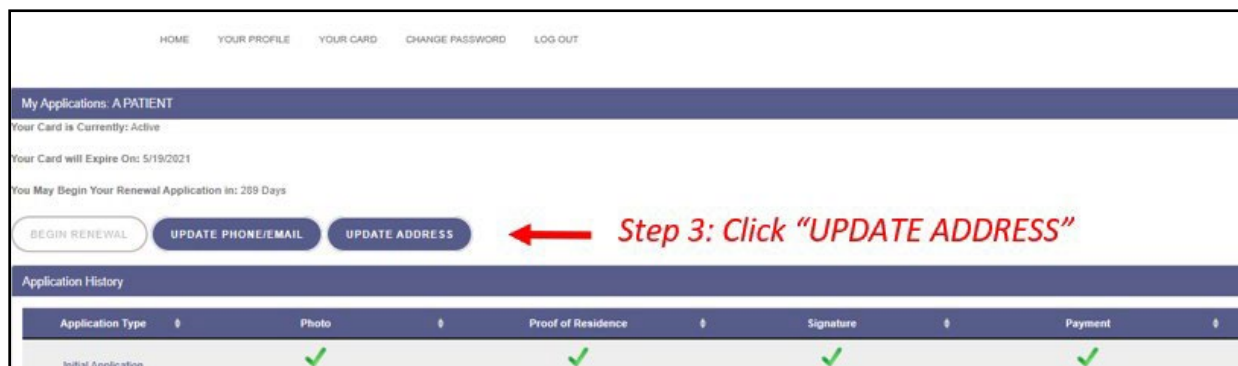 HOME YOUR PROFILE YOUR CARD CHANGE PASSWORD LOG OUT
My Applications: A PATIENT
Your Card is Currently: Active
Your Card will Expire On: 5/19/2021
You May Begin Your Renewal Application in: 289 Days
BEGIN RENEWAL UPDATE PHONE/EMAIL UPDATE ADDRESS Step 3: Click “UPDATE ADDRESS”
Application History
Application Type Photo Proof of Residence Signature Payment
Initial Application